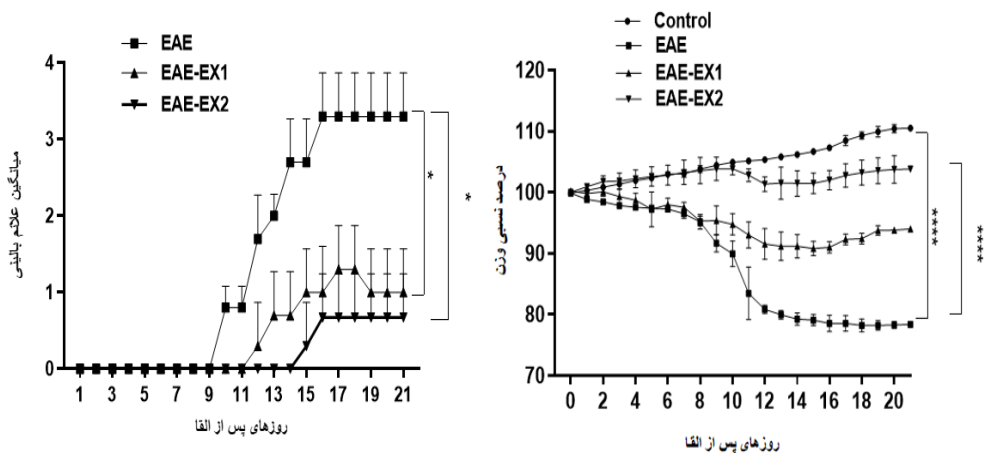 EAE
EAE-EX1
EAE-EX2
4
3
2
1
0
1 3 5 7 9 11 13 15 17 19 21
میانگین علائم بالینی
روزهای پس از القا
*
*
Control
EAE
EAE-EX1
EAE-EX2
120
110
100
90
80
70
0 2 4 6 8 10 12 14 16 18 20
درصد نسبی وزن
روزهای پس از القا
****
****